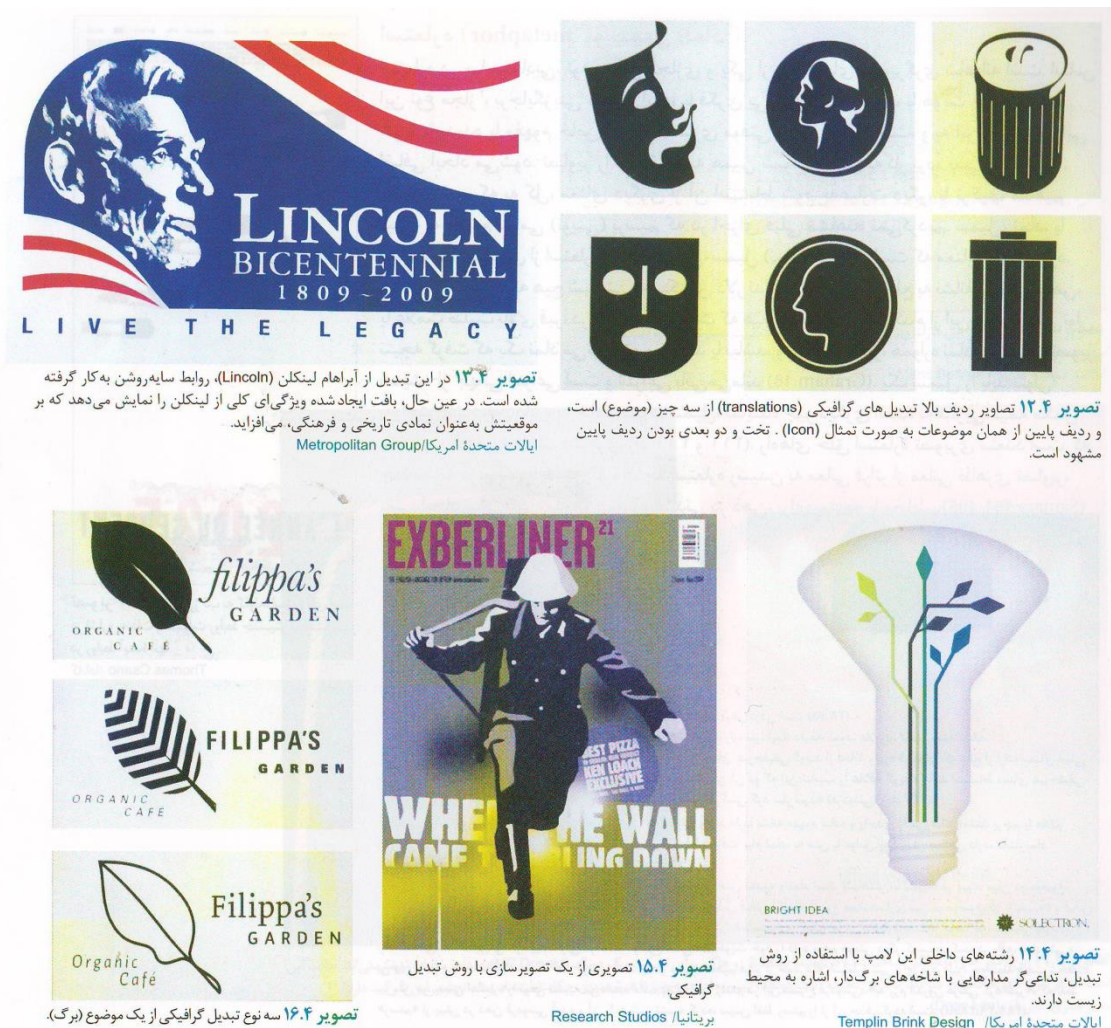 LINCOLN
BICENTENNIAL
1809~2009
LIVE THE LEGACY
تصویر ۱۳.۴ در این تبدیل از آبراهام لینکلن (Lincoln)، روابط سایه‌روشن به‌کار گرفته
شده است. در عین حال، بافت ایجادشده ویژگی‌ای کلی از لینکلن را نمایش می‌دهد که بر
موقعیتش به‌عنوان نمادی تاریخی و فرهنگی، می‌افزاید.
ایالات متحدهٔ امریکا/Metropolitan Group
تصویر ۱۲.۴ تصاویر ردیف بالا تبدیل‌های گرافیکی (translations) از سه چیز (موضوع) است،
و ردیف پایین از همان موضوعات به صورت تمثال (Icon) . تخت و دو بعدی بودن ردیف پایین
مشهود است.
filippa's
GARDEN
ORGANIC
CAFÉ
FILIPPA'S
GARDEN
ORGANIC
CAFE
Filippa's
GARDEN
Organic
Café
تصویر ۱۶.۴ سه نوع تبدیل گرافیکی از یک موضوع (برگ).
EXBERLINER 21
BEST PIZZA
KEN LOACH
EXCLUSIVE
WHE THE WALL
CAME T LING DOWN
تصویر ۱۵.۴ تصویری از یک تصویرسازی با روش تبدیل
گرافیکی.
بریتانیا/ Research Studios
BRIGHT IDEA
SOLECTRON.
تصویر ۱۴.۴ رشته‌های داخلی این لامپ با استفاده از روش
تبدیل، تداعی‌گر مدارهایی با شاخه‌های برگ‌دار، اشاره به محیط
زیست دارند.
ایالات متحدهٔ امریکا/ Templin Brink Design